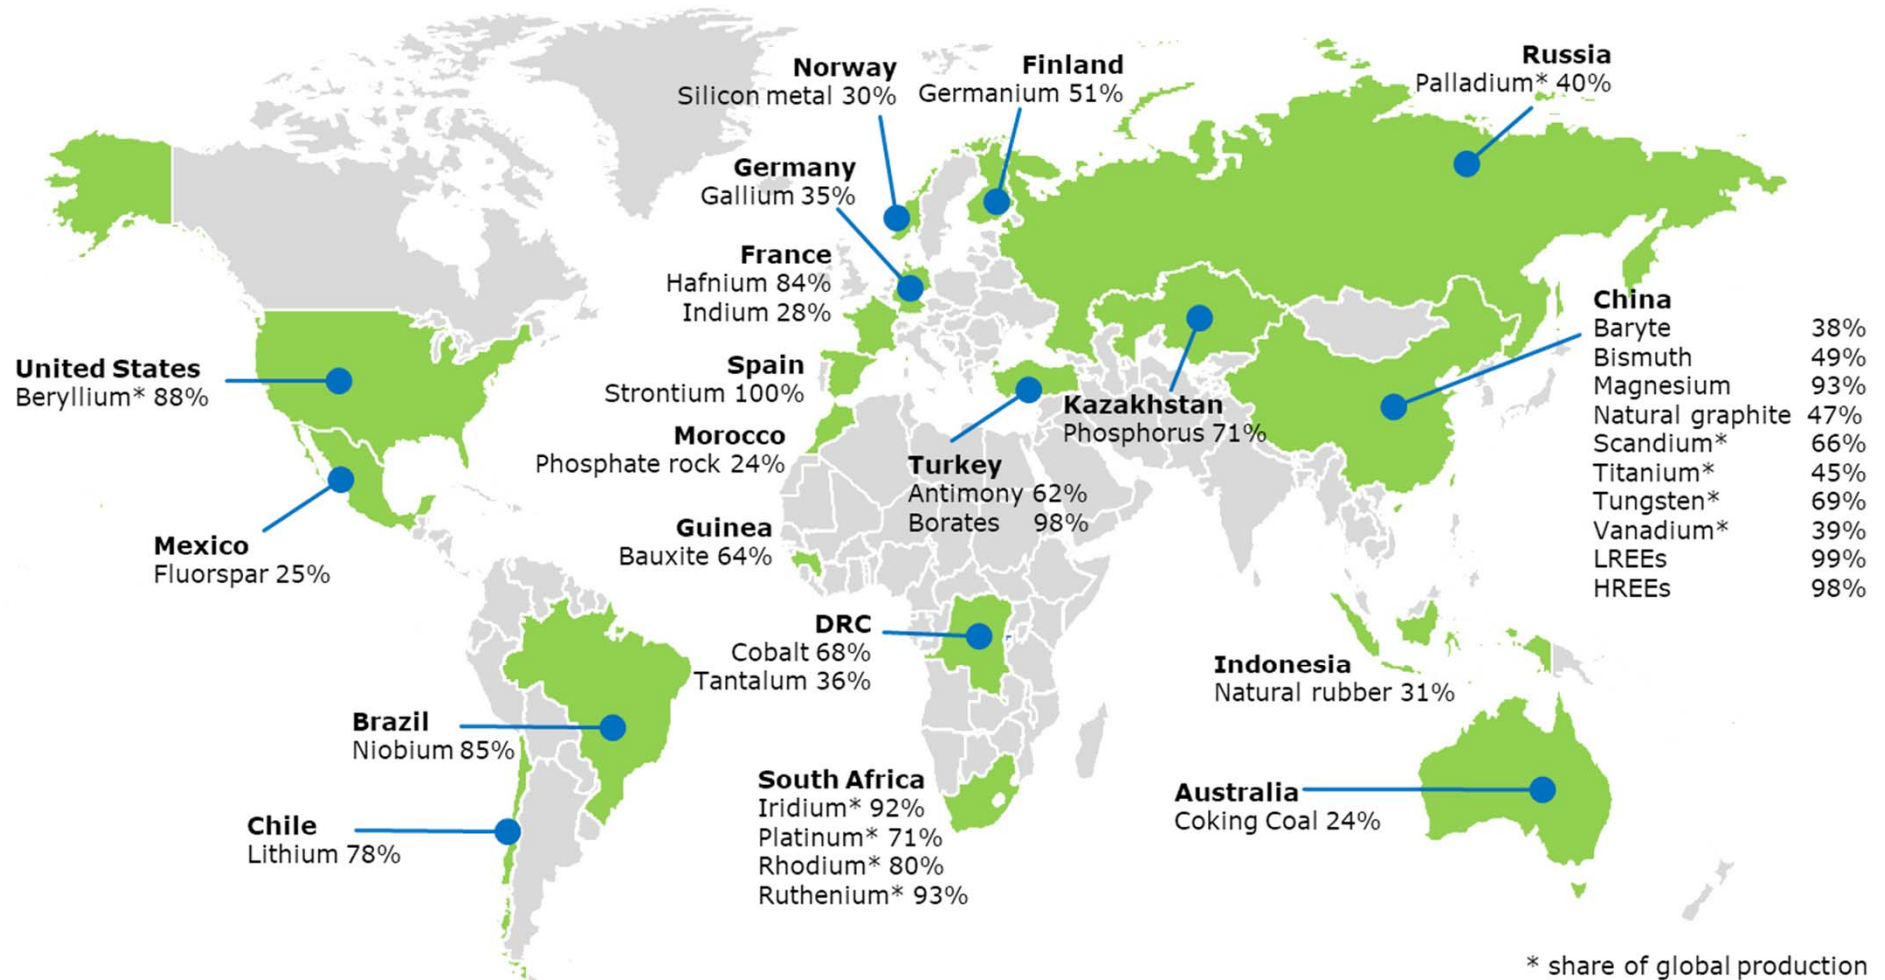 Norway
Silicon metal 30%
Finland
Germanium 51%
Russia
Palladium* 40%
Germany
Gallium 35%
France
Hafnium 84%
Indium 28%
China
Baryte 38%
Bismuth 49%
Magnesium 93%
Natural graphite 47%
Scandium* 66%
Titanium* 45%
Tungsten* 69%
Vanadium* 39%
LREEs 99%
HREEs 98%
United States
Beryllium* 88%
Spain
Strontium 100%
Kazakhstan
Phosphorus 71%
Morocco
Phosphate rock 24%
Turkey
Antimony 62%
Borates 98%
Mexico
Fluorspar 25%
Guinea
Bauxite 64%
DRC
Cobalt 68%
Tantalum 36%
Indonesia
Natural rubber 31%
Brazil
Niobium 85%
South Africa
Iridium* 92%
Platinum* 71%
Rhodium* 80%
Ruthenium* 93%
Australia
Coking Coal 24%
Chile
Lithium 78%
* share of global production